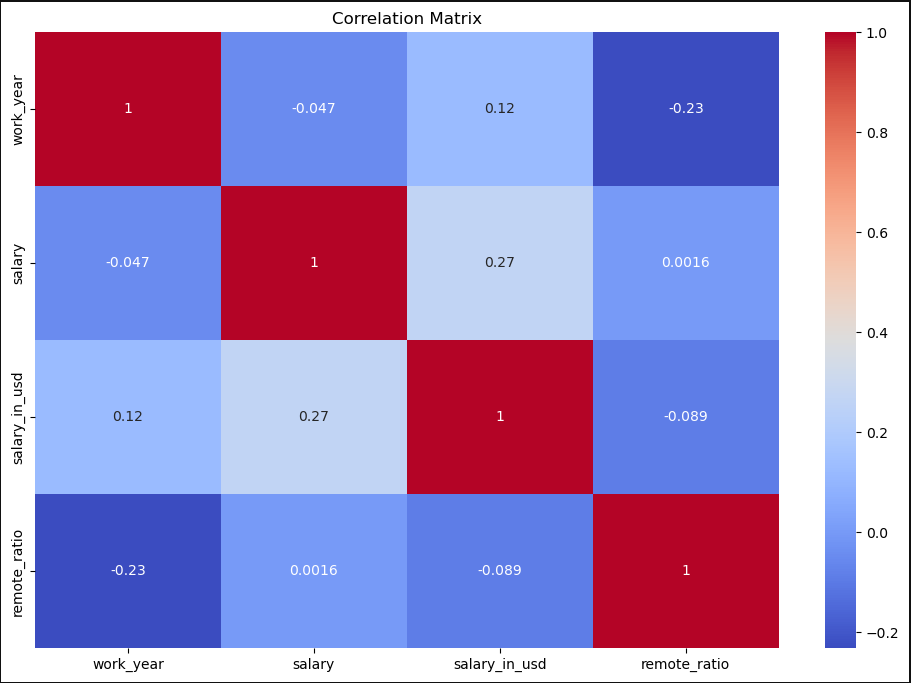 Correlation Matrix
work_year
1
-0.047
0.12
-0.23
salary
-0.047
1
0.27
0.0016
salary_in_usd
0.12
0.27
1
-0.089
remote_ratio
-0.23
0.0016
-0.089
1
work_year
salary
salary_in_usd
remote_ratio
1.0
0.8
0.6
0.4
0.2
0.0
−0.2